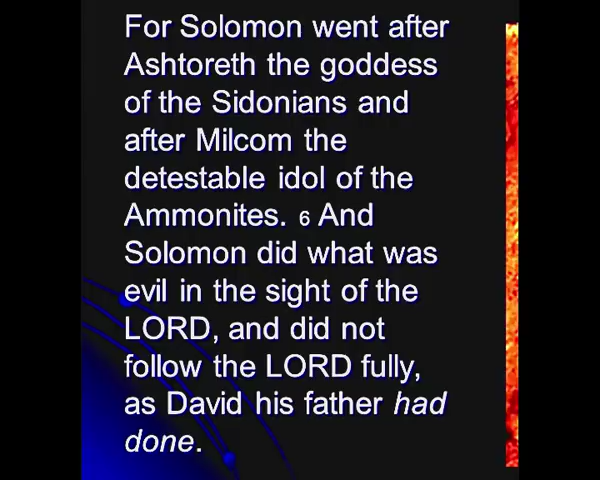 For Solomon went after
Ashtoreth the goddess
of the Sidonians and
after Milcom the
detestable idol of the
Ammonites. 6 And
Solomon did what was
evil in the sight of the
LORD, and did not
follow the LORD fully,
as David his father had
done.